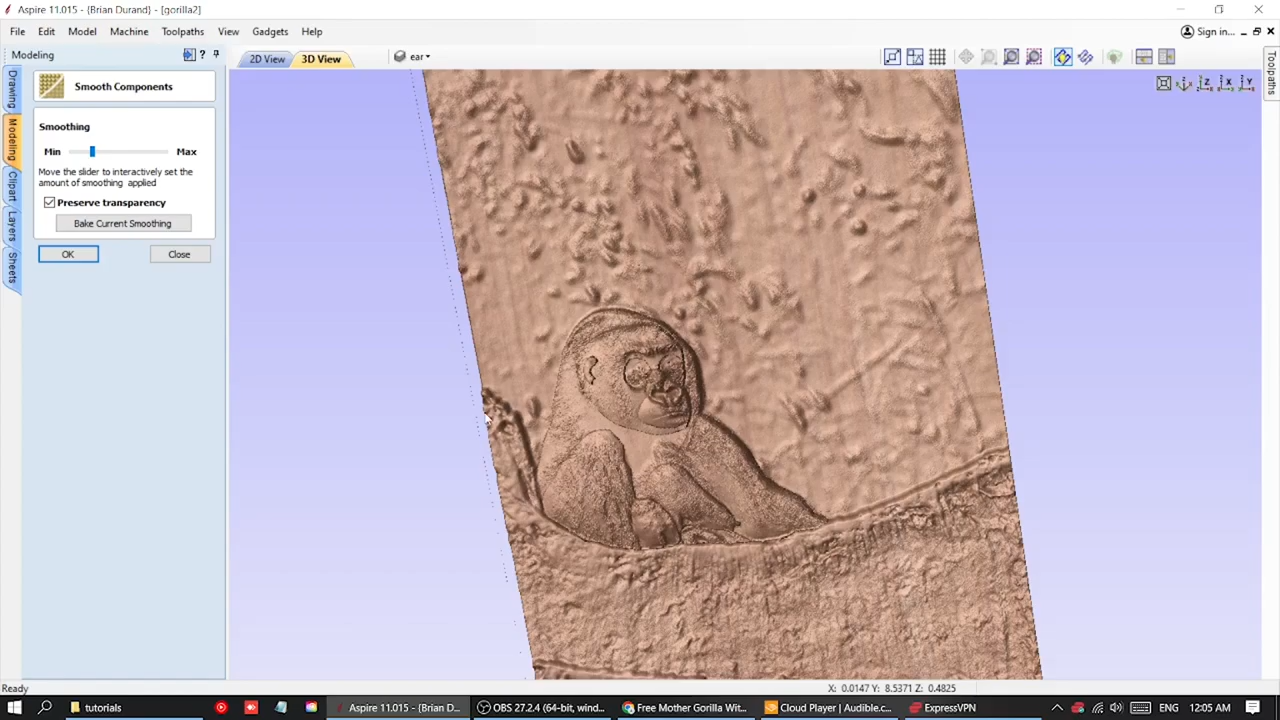 Aspire 11.015 - {Brian Durand} - [gorilla2]
File Edit Model Machine Toolpaths View Gadgets Help
Sign in...
Modeling
2D View 3D View ear
Smooth Components
Smoothing
Min Max
Move the slider to interactively set the
amount of smoothing applied
Preserve transparency
Bake Current Smoothing
OK Close
Drawing
Modeling
Clipart
Layers
Sheets
Toolpaths
Z X Y
Ready
X: 0.0147 Y: 8.5371 Z: 0.4825
tutorials
Aspire 11.015 - {Brian D...
OBS 27.2.4 (64-bit, wind...
Free Mother Gorilla Wit...
Cloud Player | Audible.c...
ExpressVPN
ENG
12:05 AM